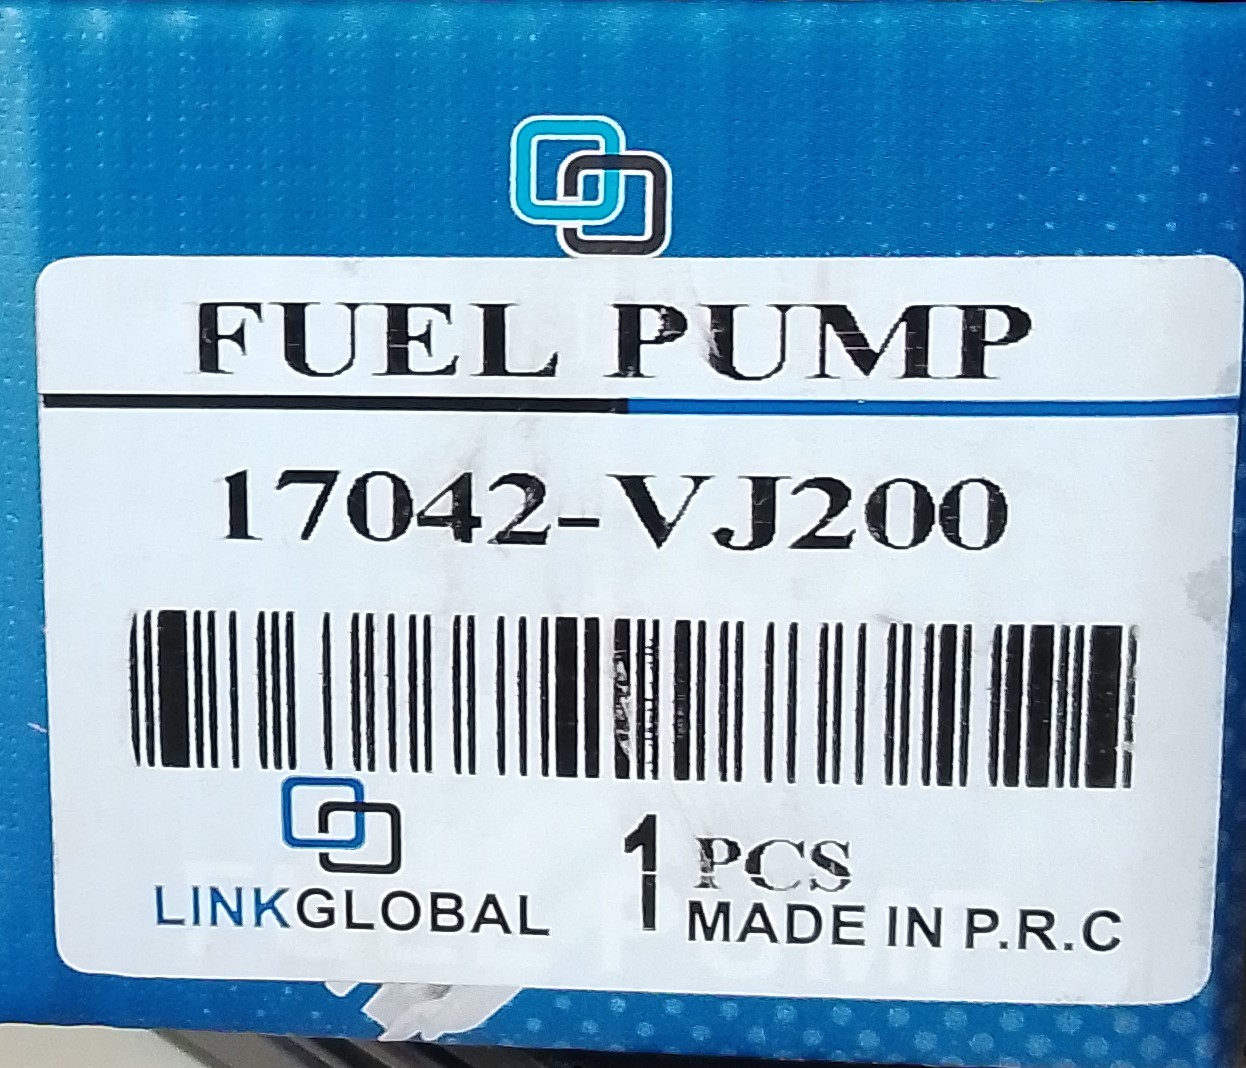 FUEL PUMP
17042-VJ200
LINKGLOBAL
1 PCS
MADE IN P.R.C